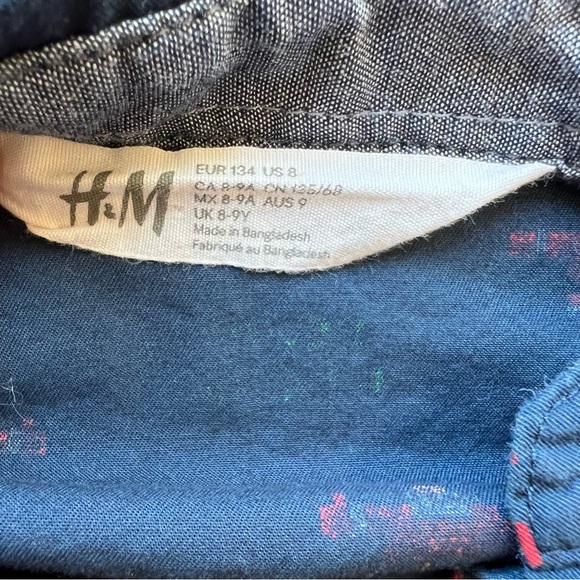 H&M
EUR 134 US 8
CA 8-9A CN 135/68
MX 8-9A AUS 9
UK 8-9Y
Made in Bangladesh
Fabriqué au Bangladesh